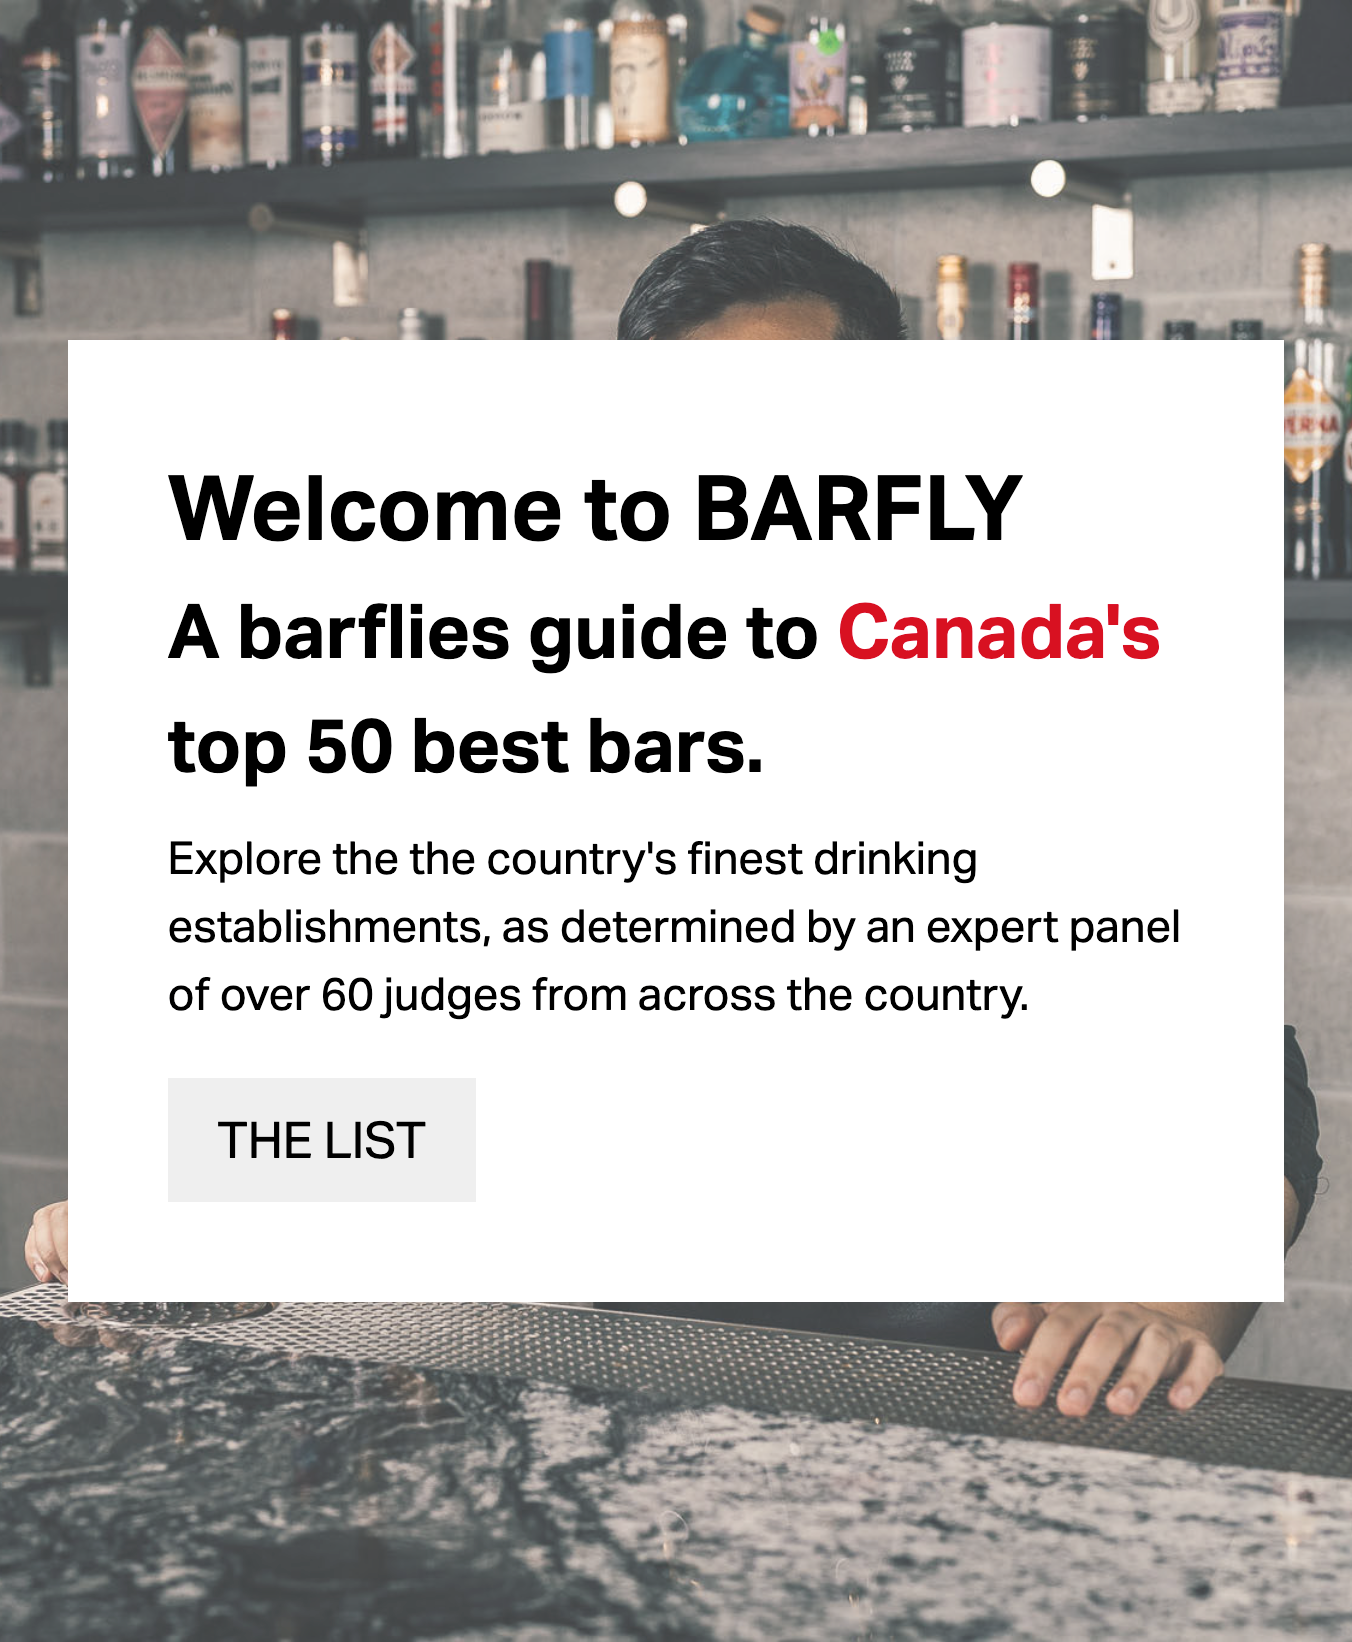 Welcome to BARFLY
A barflies guide to Canada's
top 50 best bars.
Explore the the country's finest drinking
establishments, as determined by an expert panel
of over 60 judges from across the country.
THE LIST